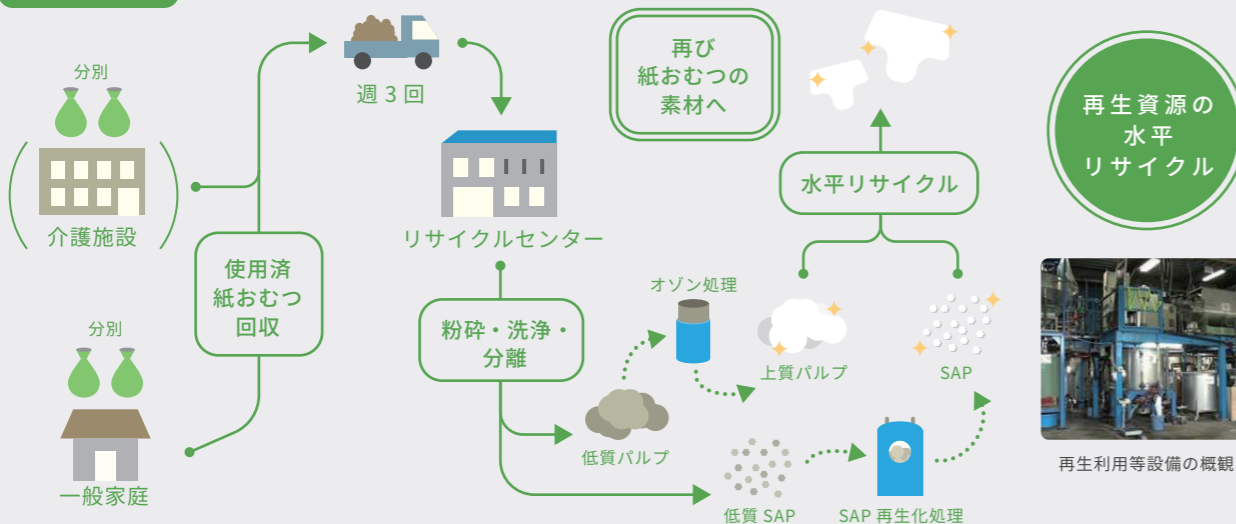 分別
介護施設
分別
一般家庭
使用済
紙おむつ
回収
週3回
リサイクルセンター
粉砕・洗浄・
分離
低質パルプ
オゾン処理
上質パルプ
低質 SAP
SAP 再生化処理
SAP
水平リサイクル
再び
紙おむつの
素材へ
再生資源の
水平
リサイクル
再生利用等設備の概観